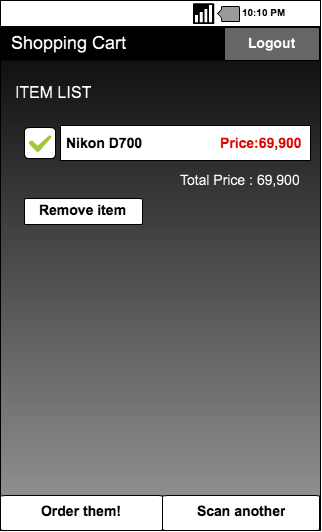 10:10 PM
Shopping Cart Logout
ITEM LIST
Nikon D700 Price:69,900
Total Price : 69,900
Remove item
Order them! Scan another